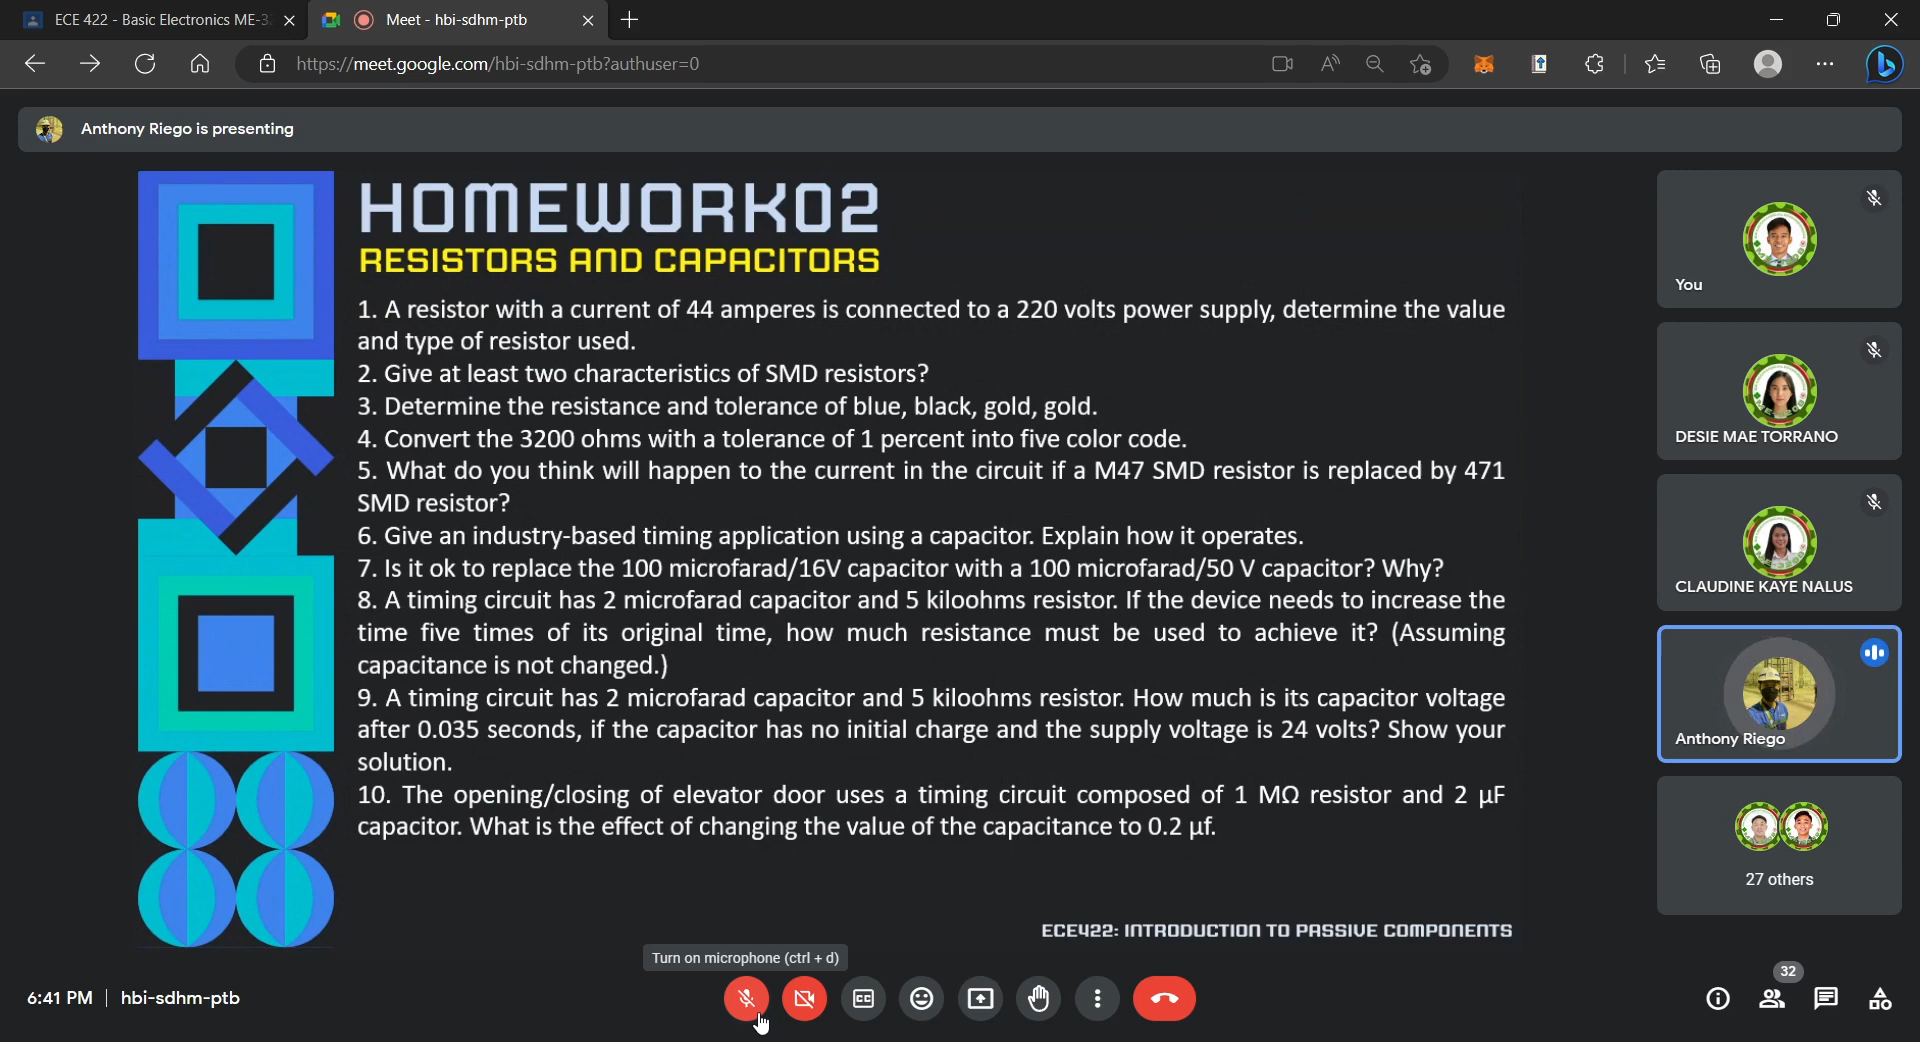 ECE 422 - Basic Electronics ME-3
Meet - hbi-sdhm-ptb
https://meet.google.com/hbi-sdhm-ptb?authuser=0
Anthony Riego is presenting
HOMEWORK02
RESISTORS AND CAPACITORS
1. A resistor with a current of 44 amperes is connected to a 220 volts power supply, determine the value
and type of resistor used.
2. Give at least two characteristics of SMD resistors?
3. Determine the resistance and tolerance of blue, black, gold, gold.
4. Convert the 3200 ohms with a tolerance of 1 percent into five color code.
5. What do you think will happen to the current in the circuit if a M47 SMD resistor is replaced by 471
SMD resistor?
6. Give an industry-based timing application using a capacitor. Explain how it operates.
7. Is it ok to replace the 100 microfarad/16V capacitor with a 100 microfarad/50 V capacitor? Why?
8. A timing circuit has 2 microfarad capacitor and 5 kiloohms resistor. If the device needs to increase the
time five times of its original time, how much resistance must be used to achieve it? (Assuming
capacitance is not changed.)
9. A timing circuit has 2 microfarad capacitor and 5 kiloohms resistor. How much is its capacitor voltage
after 0.035 seconds, if the capacitor has no initial charge and the supply voltage is 24 volts? Show your
solution.
10. The opening/closing of elevator door uses a timing circuit composed of 1 MΩ resistor and 2 µF
capacitor. What is the effect of changing the value of the capacitance to 0.2 µf.
ECE422: INTRODUCTION TO PASSIVE COMPONENTS
You
DESIE MAE TORRANO
CLAUDINE KAYE NALUS
Anthony Riego
27 others
Turn on microphone (ctrl + d)
6:41 PM | hbi-sdhm-ptb
32